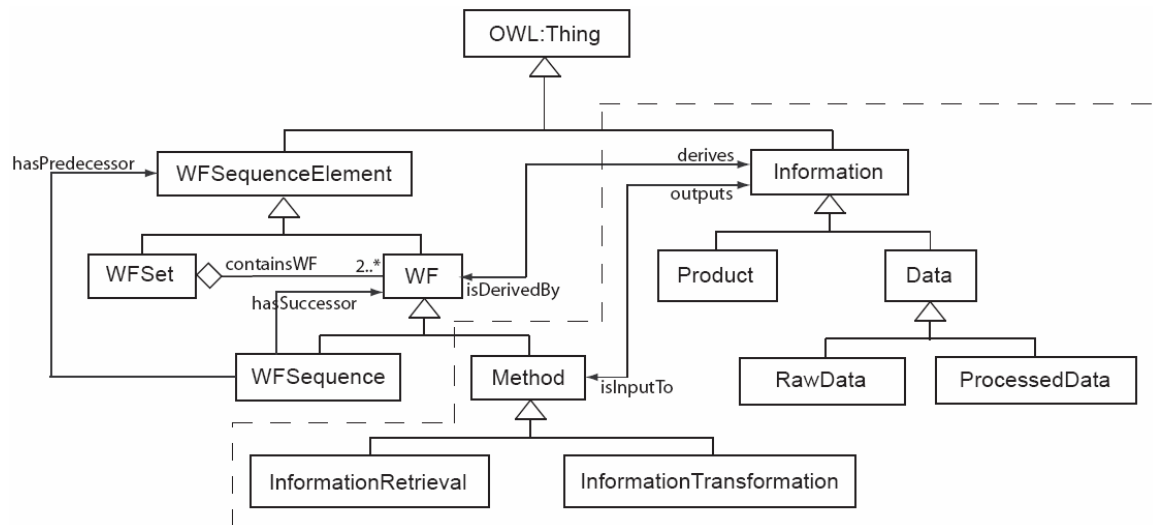 OWL:Thing
hasPredecessor
WFSequenceElement
derives
Information
outputs
WFSet
containsWF
2..*
WF
isDerivedBy
Product
Data
hasSuccessor
WFSequence
Method
isInputTo
RawData
ProcessedData
InformationRetrieval
InformationTransformation